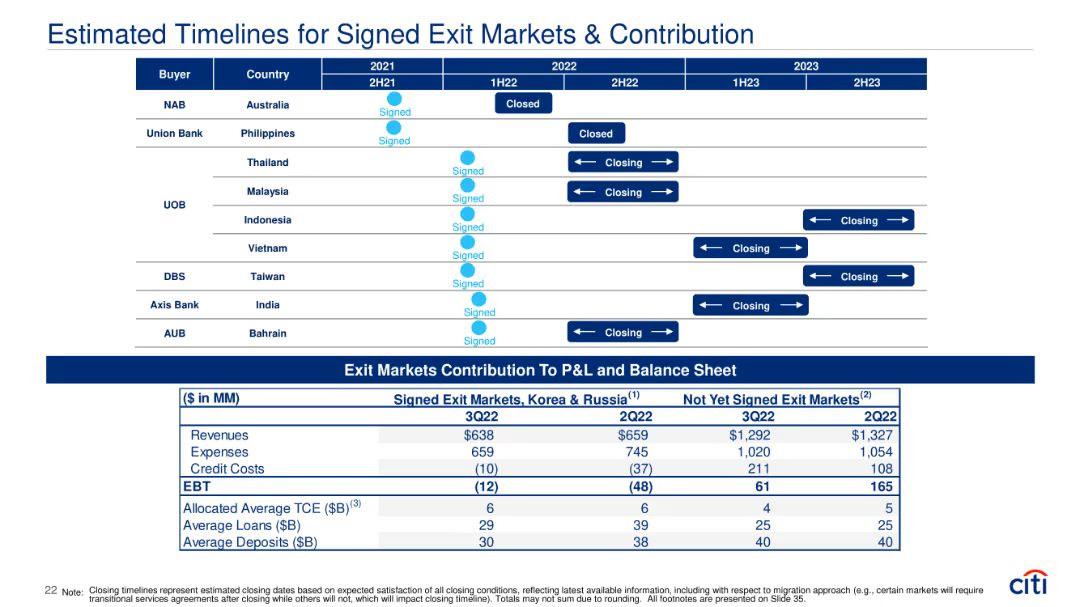 Estimated Timelines for Signed Exit Markets & Contribution
Buyer Country 2021 2022 2023
2H21 1H22 2H22 1H23 2H23
NAB Australia Signed Closed
Union Bank Philippines Signed Closed
UOB
Thailand Signed Closing
Malaysia Signed Closing
Indonesia Signed Closing
Vietnam Signed Closing
DBS Taiwan Signed Closing
Axis Bank India Signed Closing
AUB Bahrain Signed Closing
Exit Markets Contribution To P&L and Balance Sheet
($ in MM) Signed Exit Markets, Korea & Russia(1) Not Yet Signed Exit Markets(2)
3Q22 2Q22 3Q22 2Q22
Revenues $638 $659 $1,292 $1,327
Expenses 659 745 1,020 1,054
Credit Costs (10) (37) 211 108
EBT (12) (48) 61 165
Allocated Average TCE ($B)(3) 6 6 4 5
Average Loans ($B) 29 39 25 25
Average Deposits ($B) 30 38 40 40
22 Note: Closing timelines represent estimated closing dates based on expected satisfaction of all closing conditions, reflecting latest available information, including with respect to migration approach (e.g., certain markets will require
transitional services agreements after closing while others will not, which will impact closing timeline). Totals may not sum due to rounding. All footnotes are presented on Slide 35.
citi